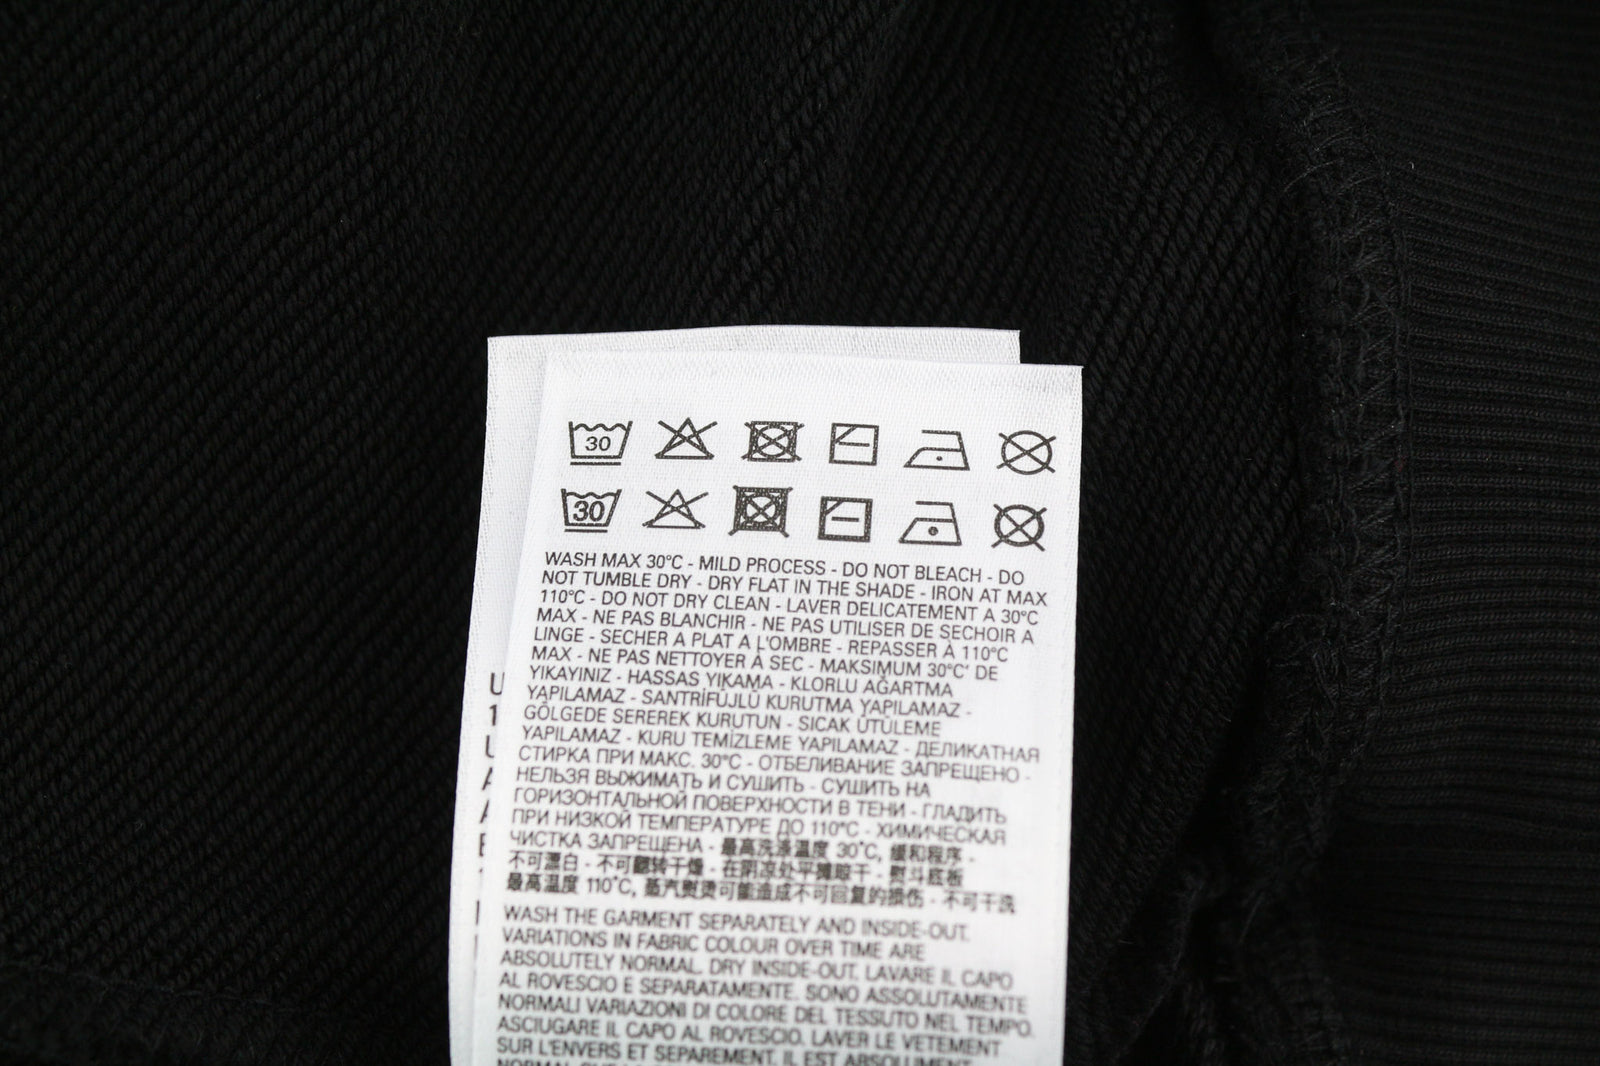 30
30
WASH MAX 30°C - MILD PROCESS - DO NOT BLEACH - DO
NOT TUMBLE DRY - DRY FLAT IN THE SHADE - IRON AT MAX
110°C - DO NOT DRY CLEAN - LAVER DELICATEMENT A 30°C
MAX - NE PAS BLANCHIR - NE PAS UTILISER DE SECHOIR A
LINGE - SECHER A PLAT A L'OMBRE - REPASSER À 110°C
MAX - NE PAS NETTOYER À SEC - MAKSIMUM 30°C' DE
YIKAYINIZ - HASSAS YIKAMA - KLORLU AĞARTMA
YAPILAMAZ - SANTRİFÜJLÜ KURUTMA YAPILAMAZ -
GÖLGEDE SEREREK KURUTUN - SICAK ÜTÜLEME
YAPILAMAZ - KURU TEMİZLEME YAPILAMAZ - ДЕЛИКАТНАЯ
СТИРКА ПРИ МАКС. 30°C - ОТБЕЛИВАНИЕ ЗАПРЕЩЕНО -
НЕЛЬЗЯ ВЫЖИМАТЬ И СУШИТЬ - СУШИТЬ НА
ГОРИЗОНТАЛЬНОЙ ПОВЕРХНОСТИ В ТЕНИ - ГЛАДИТЬ
ПРИ НИЗКОЙ ТЕМПЕРАТУРЕ ДО 110°C - ХИМИЧЕСКАЯ
ЧИСТКА ЗАПРЕЩЕНА - 最高洗涤温度 30°C, 缓和程序 -
不可漂白 - 不可翻转干燥 - 在阴凉处平摊晾干 - 熨斗底板
最高温度 110°C, 蒸汽熨烫可能造成不可回复的损伤 - 不可干洗
WASH THE GARMENT SEPARATELY AND INSIDE-OUT.
VARIATIONS IN FABRIC COLOUR OVER TIME ARE
ABSOLUTELY NORMAL. DRY INSIDE-OUT. LAVARE IL CAPO
AL ROVESCIO E SEPARATAMENTE. SONO ASSOLUTAMENTE
NORMALI VARIAZIONI DI COLORE DEL TESSUTO NEL TEMPO.
ASCIUGARE IL CAPO AL ROVESCIO. LAVER LE VETEMENT
SUR L'ENVERS ET SEPAREMENT. IL EST ABSOLUMENT